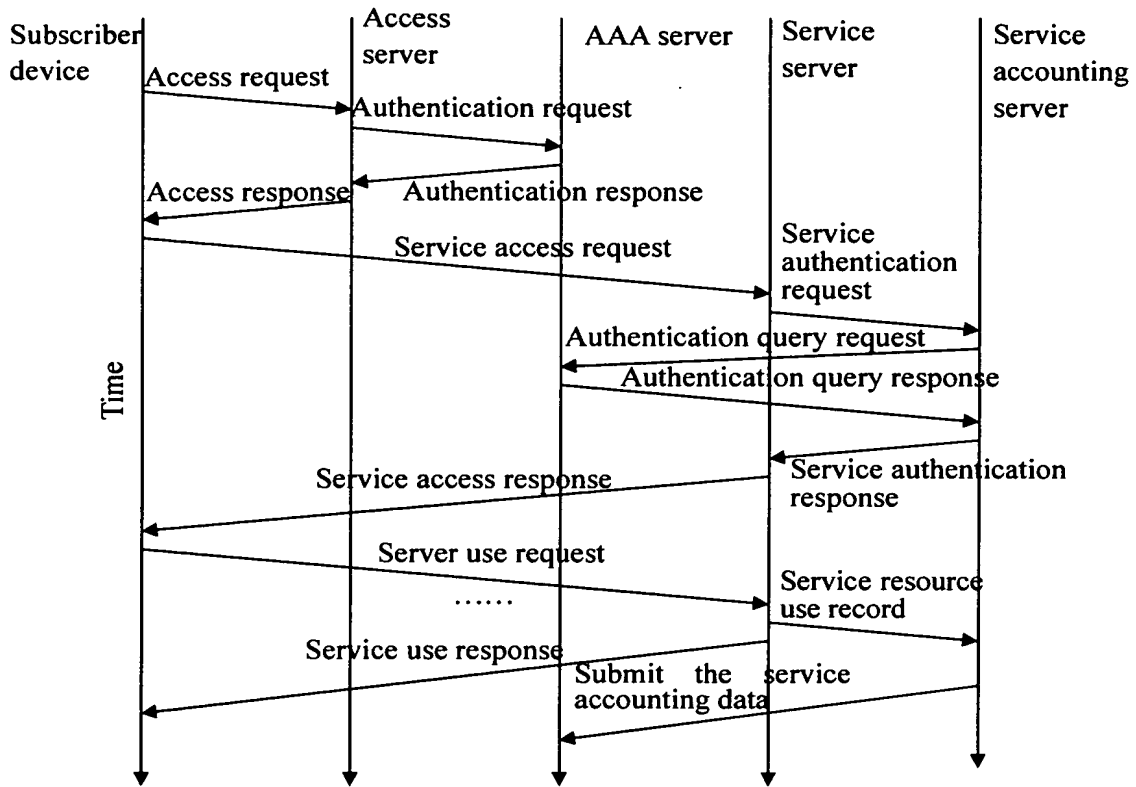 Subscriber
device
Access
server
AAA server
Service
server
Service
accounting
server
Access request
Authentication request
Access response
Authentication response
Service access request
Service
authentication
request
Authentication query request
Authentication query response
Time
Service access response
Service authentication
response
Server use request
Service resource
use record
......
Service use response
Submit the service
accounting data